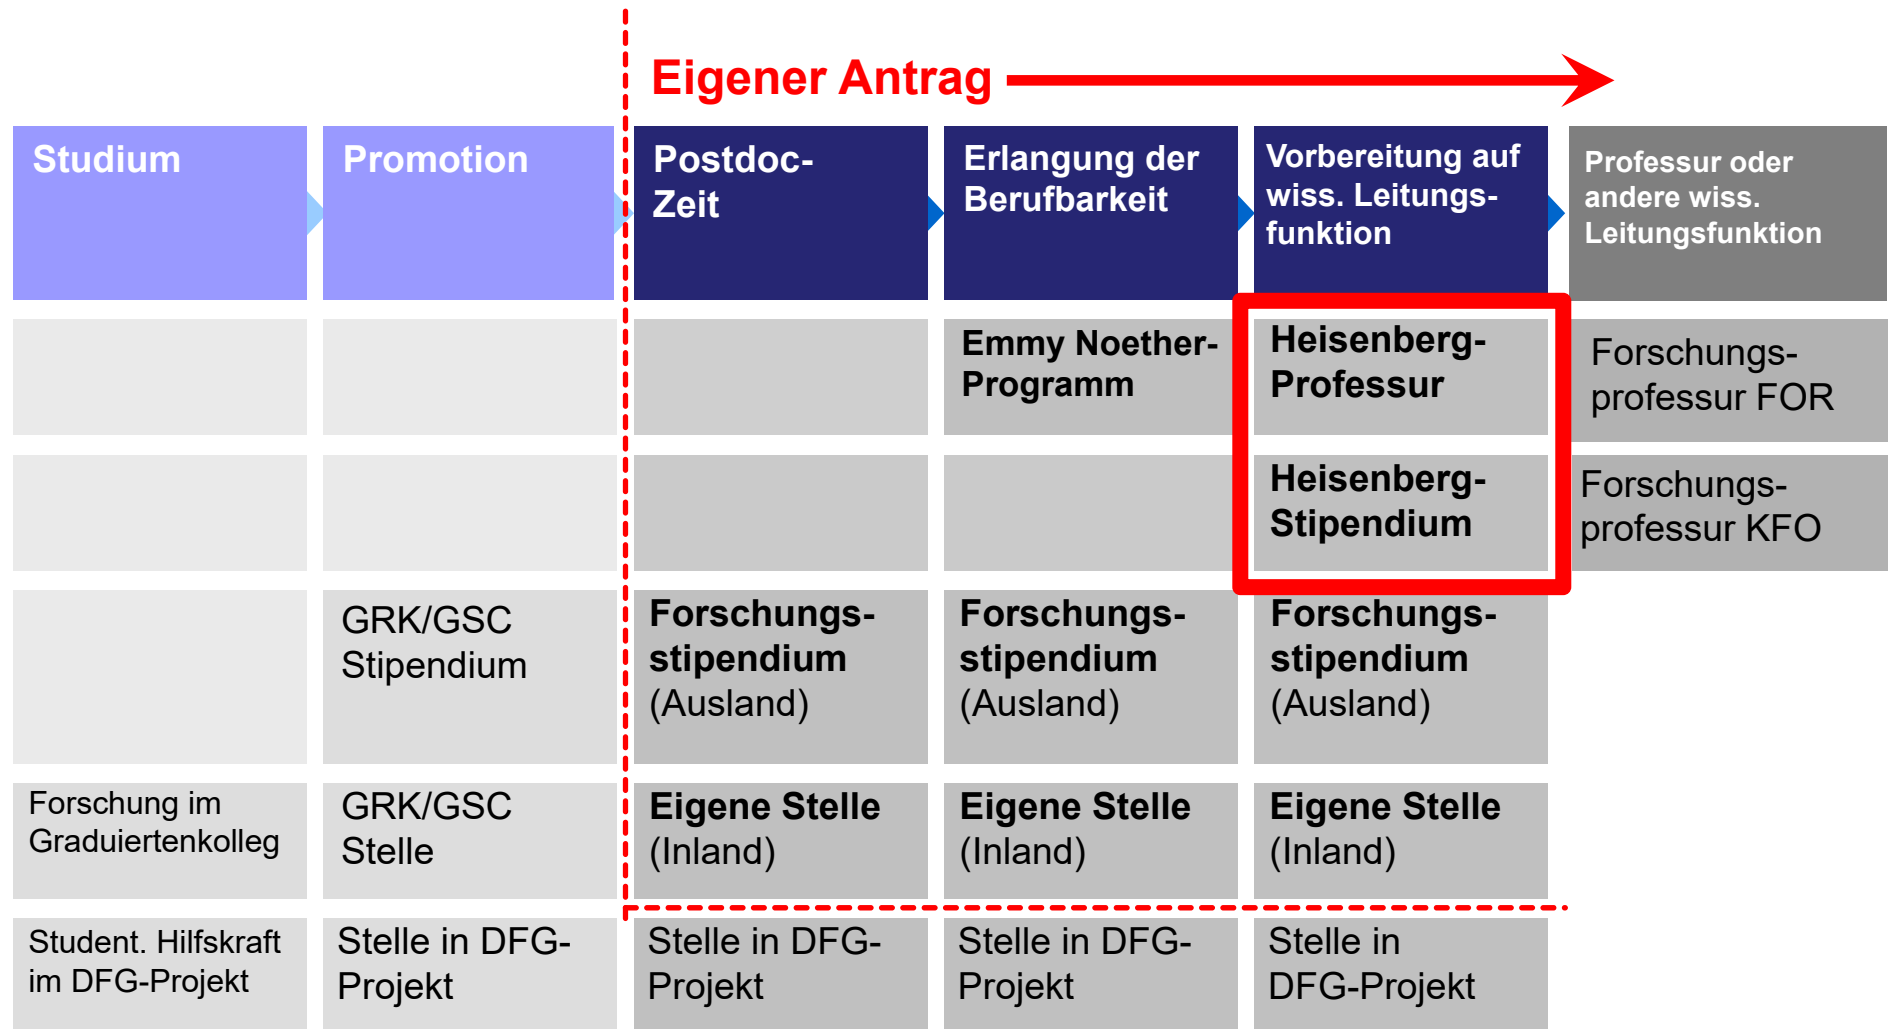 Eigener Antrag
Studium
Promotion
Postdoc-
Zeit
Erlangung der
Berufbarkeit
Vorbereitung auf
wiss. Leitungs-
funktion
Professur oder
andere wiss.
Leitungsfunktion
Emmy Noether-
Programm
Heisenberg-
Professur
Forschungs-
professur FOR
Heisenberg-
Stipendium
Forschungs-
professur KFO
GRK/GSC
Stipendium
Forschungs-
stipendium
(Ausland)
Forschungs-
stipendium
(Ausland)
Forschungs-
stipendium
(Ausland)
Forschung im
Graduiertenkolleg
GRK/GSC
Stelle
Eigene Stelle
(Inland)
Eigene Stelle
(Inland)
Eigene Stelle
(Inland)
Student. Hilfskraft
im DFG-Projekt
Stelle in DFG-
Projekt
Stelle in DFG-
Projekt
Stelle in DFG-
Projekt
Stelle in
DFG-Projekt